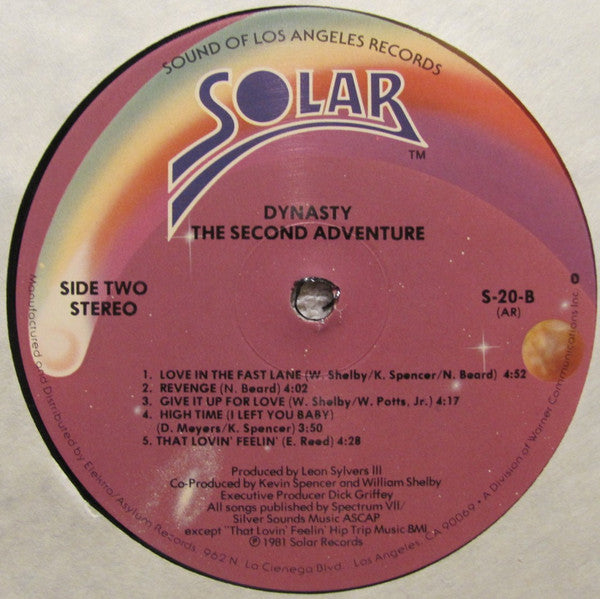 SOUND OF LOS ANGELES RECORDS
SOLAR
TM
DYNASTY
THE SECOND ADVENTURE
SIDE TWO
STEREO
S-20-B
(AR)
0
1. LOVE IN THE FAST LANE (W. Shelby/K. Spencer/N. Beard) 4:52
2. REVENGE (N. Beard) 4:02
3. GIVE IT UP FOR LOVE (W. Shelby/W. Potts, Jr.) 4:17
4. HIGH TIME (I LEFT YOU BABY)
(D. Meyers/K. Spencer) 3:50
5. THAT LOVIN' FEELIN' (E. Reed) 4:28
Produced by Leon Sylvers III
Co-Produced by Kevin Spencer and William Shelby
Executive Producer Dick Griffey
All songs published by Spectrum VII/
Silver Sounds Music ASCAP
except "That Lovin' Feelin' Hip Trip Music BMI
℗ 1981 Solar Records
Manufactured and Distributed by Elektra/Asylum Records, 962 N. La Cienega Blvd., Los Angeles, CA 90069 • A Division of Warner Communications Inc.